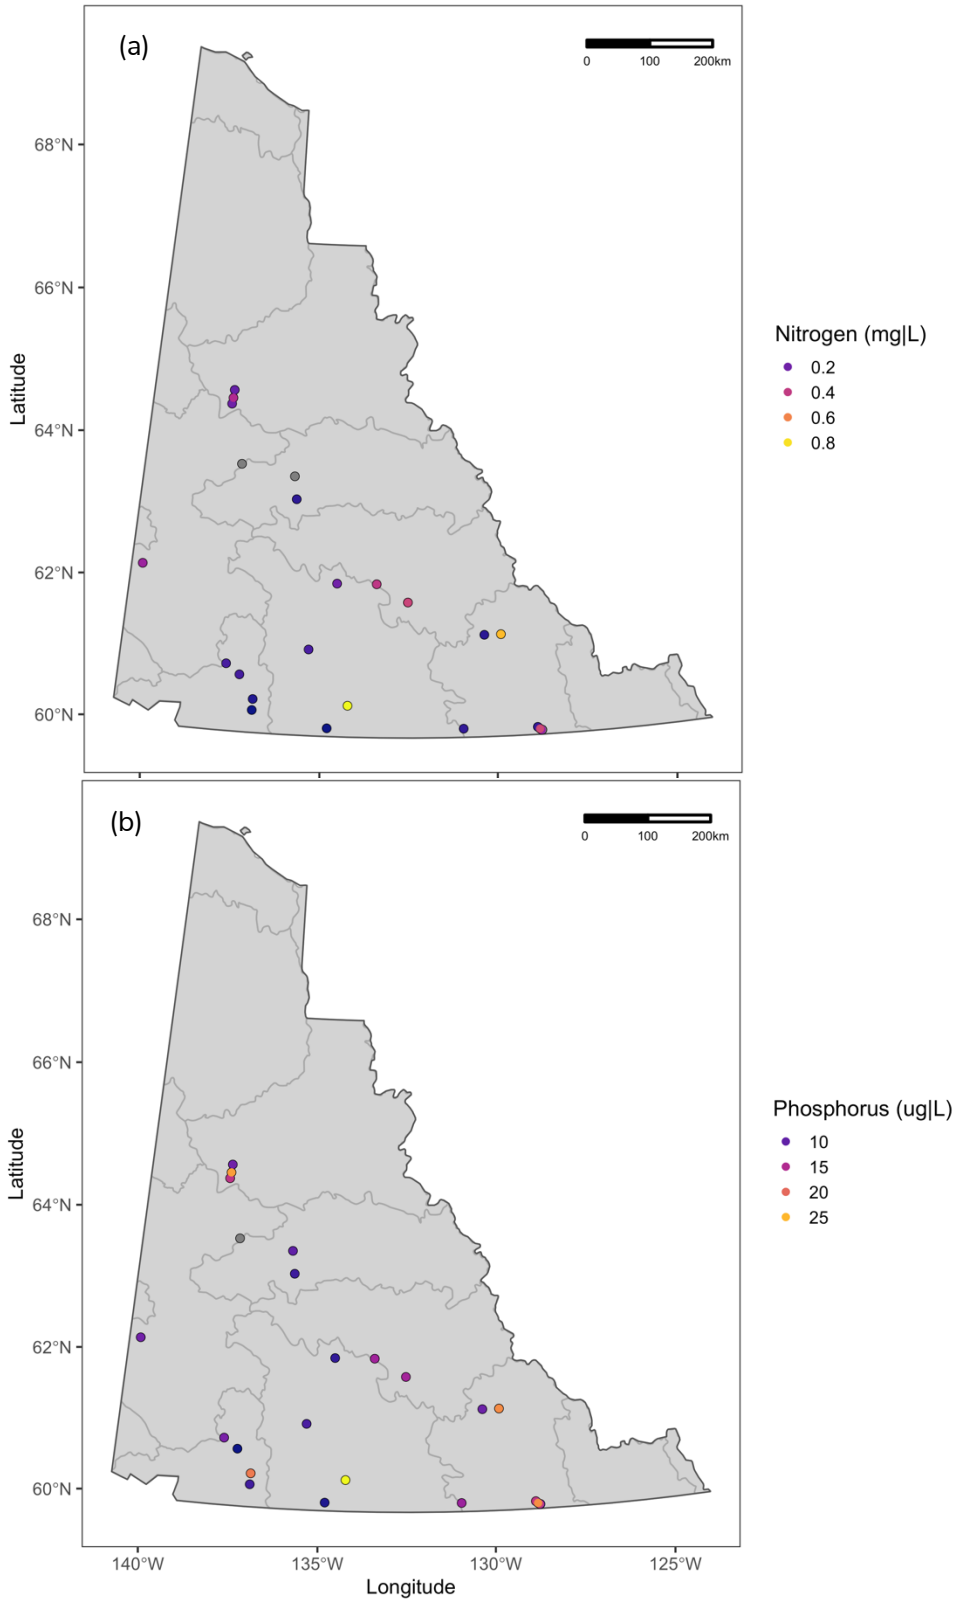 (a)
0 100 200km
68°N
66°N
64°N
62°N
60°N
Latitude
Nitrogen (mg|L)
0.2
0.4
0.6
0.8
(b)
0 100 200km
68°N
66°N
64°N
62°N
60°N
Latitude
140°W 135°W 130°W 125°W
Longitude
Phosphorus (ug|L)
10
15
20
25